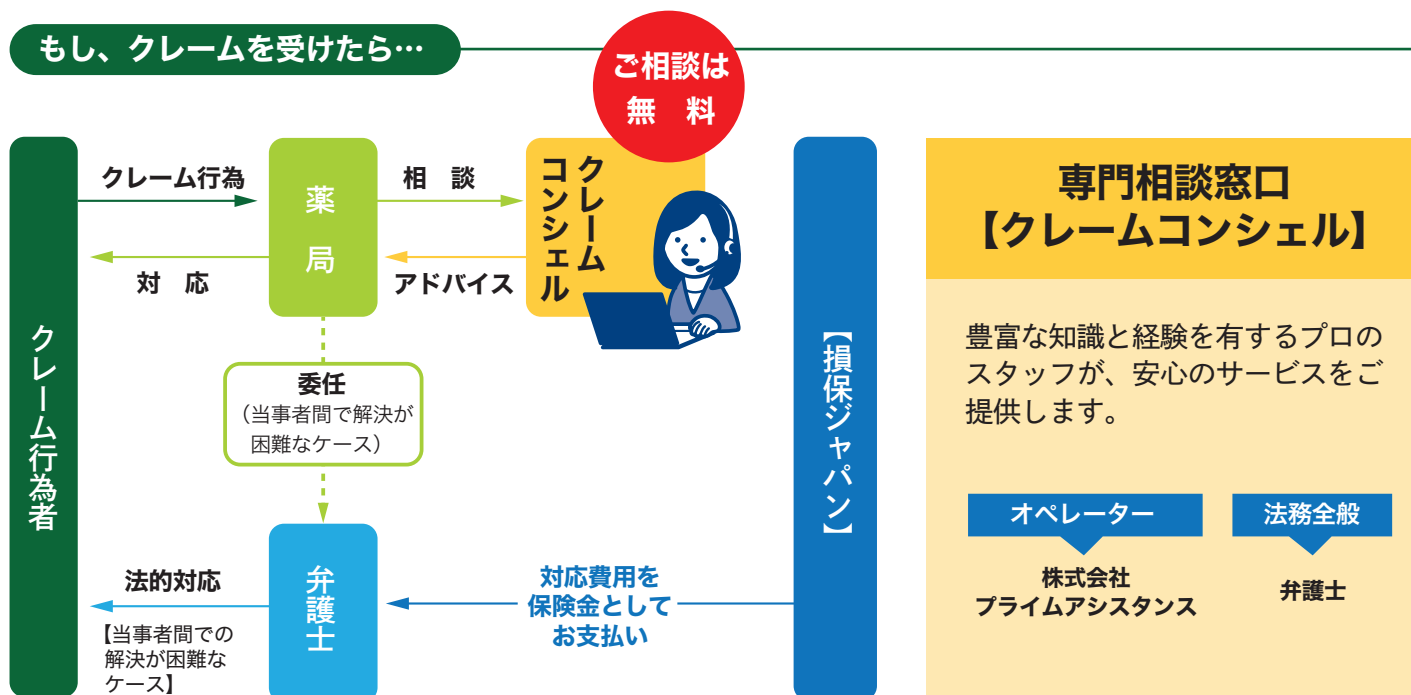 もし、クレームを受けたら…
ご相談は
無　料
クレーム行為者
クレーム行為
対　応
薬　局
相　談
アドバイス
クレーム
コンシェル
委任
（当事者間で解決が
困難なケース）
弁護士
法的対応
【当事者間での
解決が困難な
ケース】
対応費用を
保険金として
お支払い
【損保ジャパン】
専門相談窓口
【クレームコンシェル】
豊富な知識と経験を有するプロの
スタッフが、安心のサービスをご
提供します。
オペレーター
株式会社
プライムアシスタンス
法務全般
弁護士